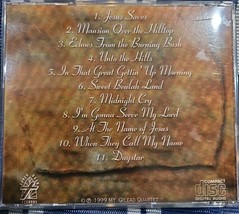 1. Jesus Saves
2. Mansion Over the Hilltop
3. Echoes From the Burning Bush
4. Unto the Hills
5. In That Great Gettin' Up Morning
6. Sweet Beulah Land
7. Midnight Cry
8. I'm Gonna Serve My Lord
9. At The Name of Jesus
10. When They Call My Name
11. Daystar
COMPACT
disc
DIGITAL AUDIO
©℗ 1999 MT. GILEAD QUARTET